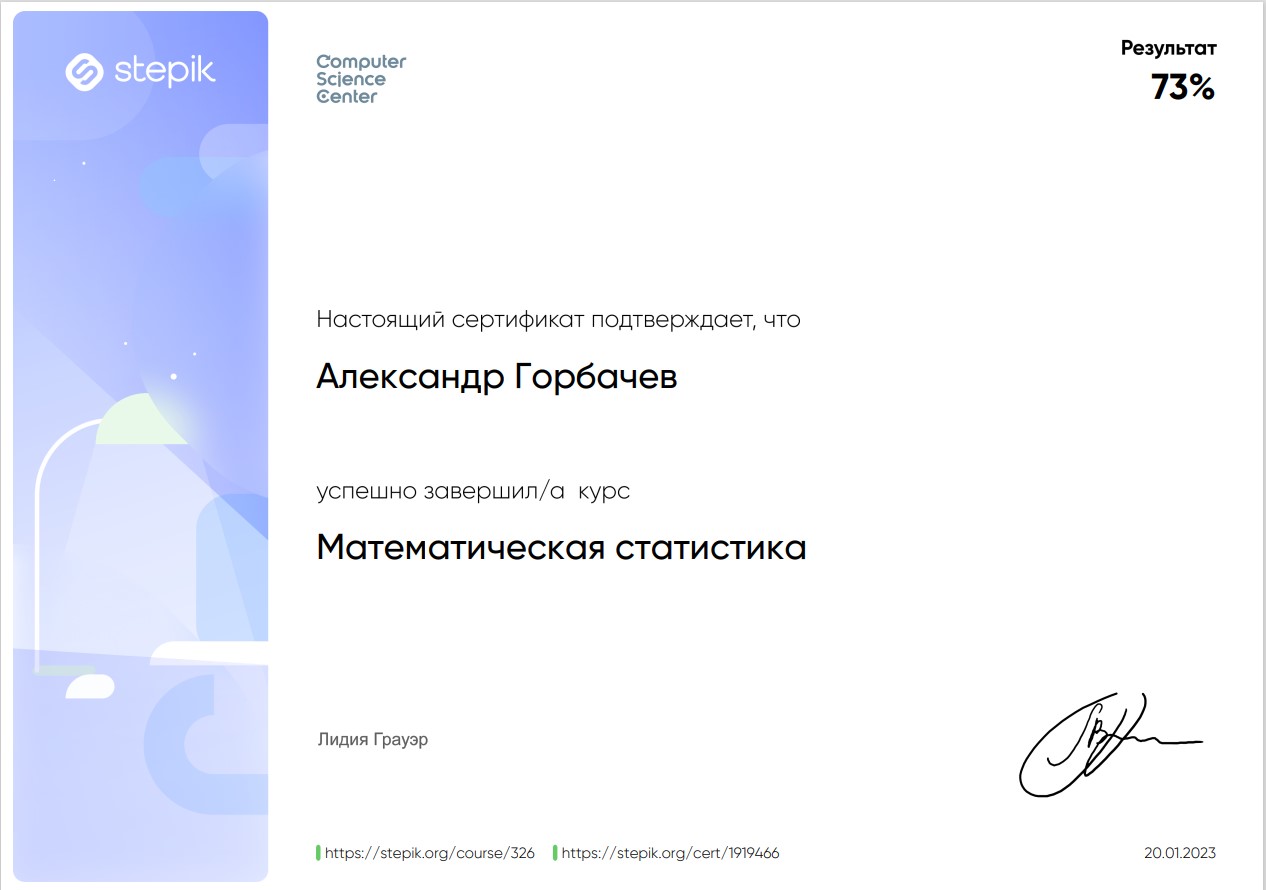 stepik
Computer
Science
Center
Результат
73%
Настоящий сертификат подтверждает, что
Александр Горбачев
успешно завершил/а курс
Математическая статистика
Лидия Грауэр
https://stepik.org/course/326 https://stepik.org/cert/1919466
20.01.2023